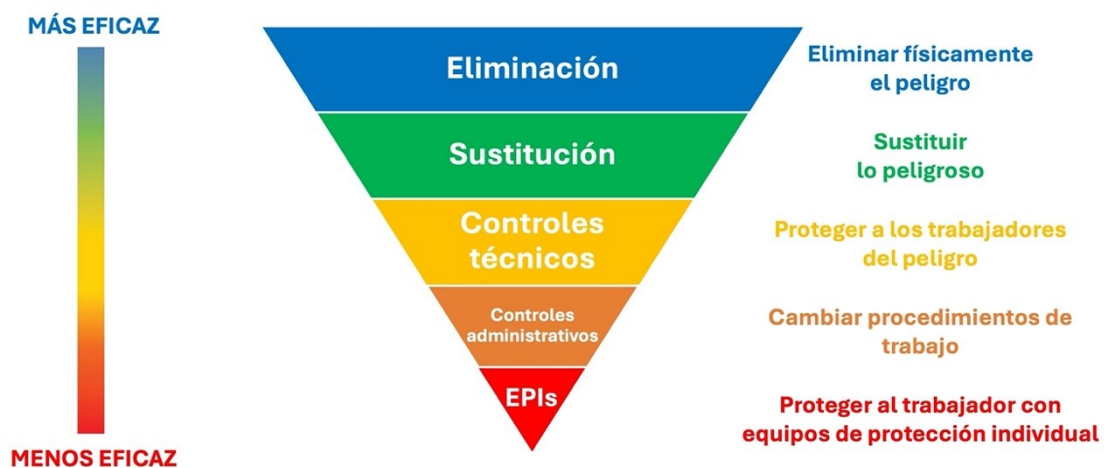 MÁS EFICAZ
Eliminación
Eliminar físicamente
el peligro
Sustitución
Sustituir
lo peligroso
Controles
técnicos
Proteger a los trabajadores
del peligro
Controles
administrativos
Cambiar procedimientos de
trabajo
EPIs
Proteger al trabajador con
equipos de protección individual
MENOS EFICAZ